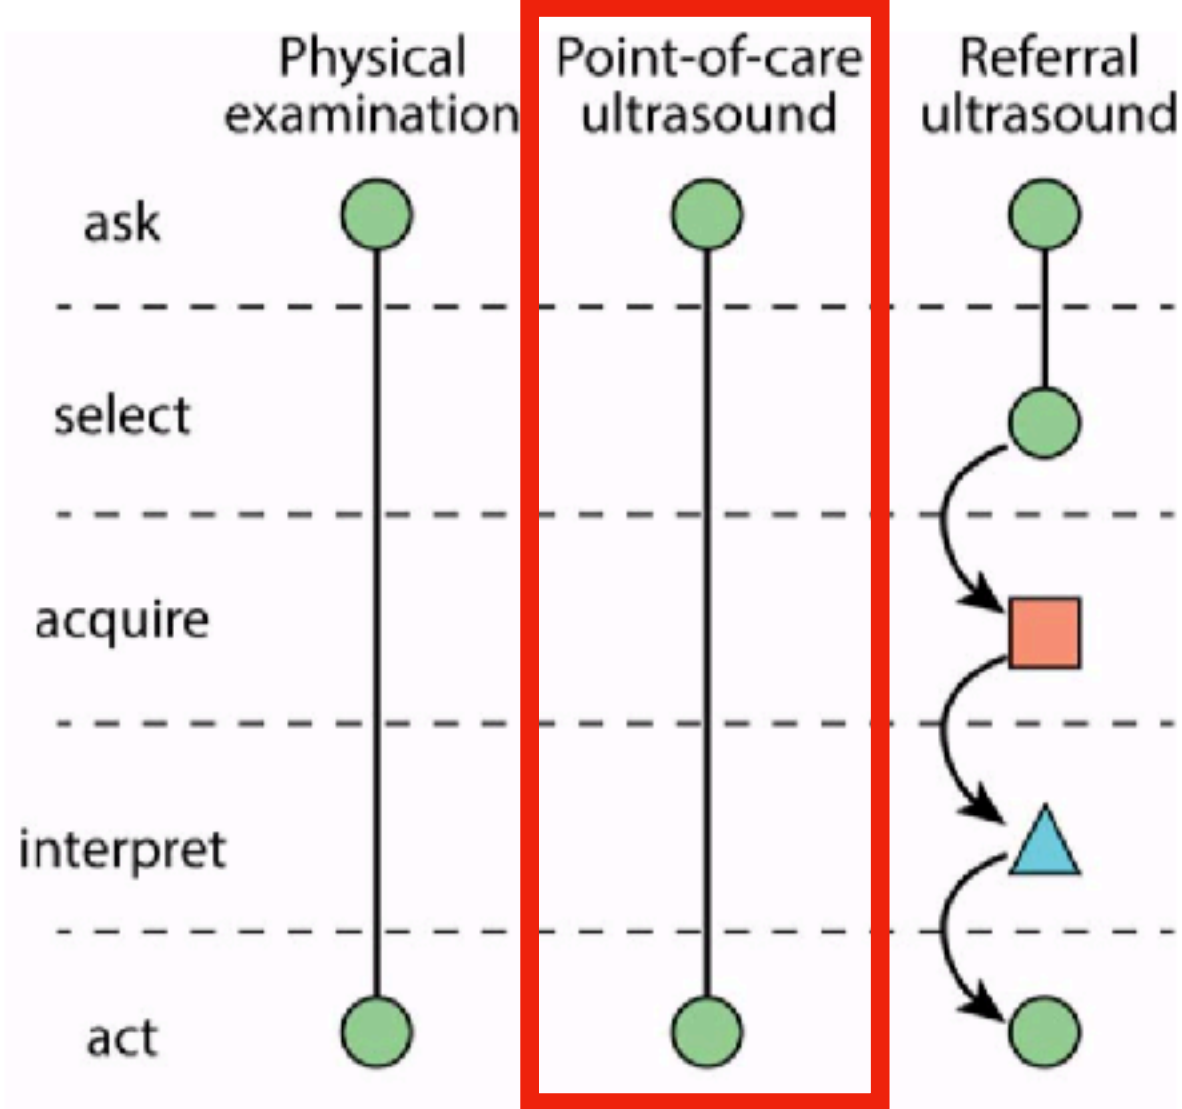 Physical
examination
Point-of-care
ultrasound
Referral
ultrasound
ask
select
acquire
interpret
act